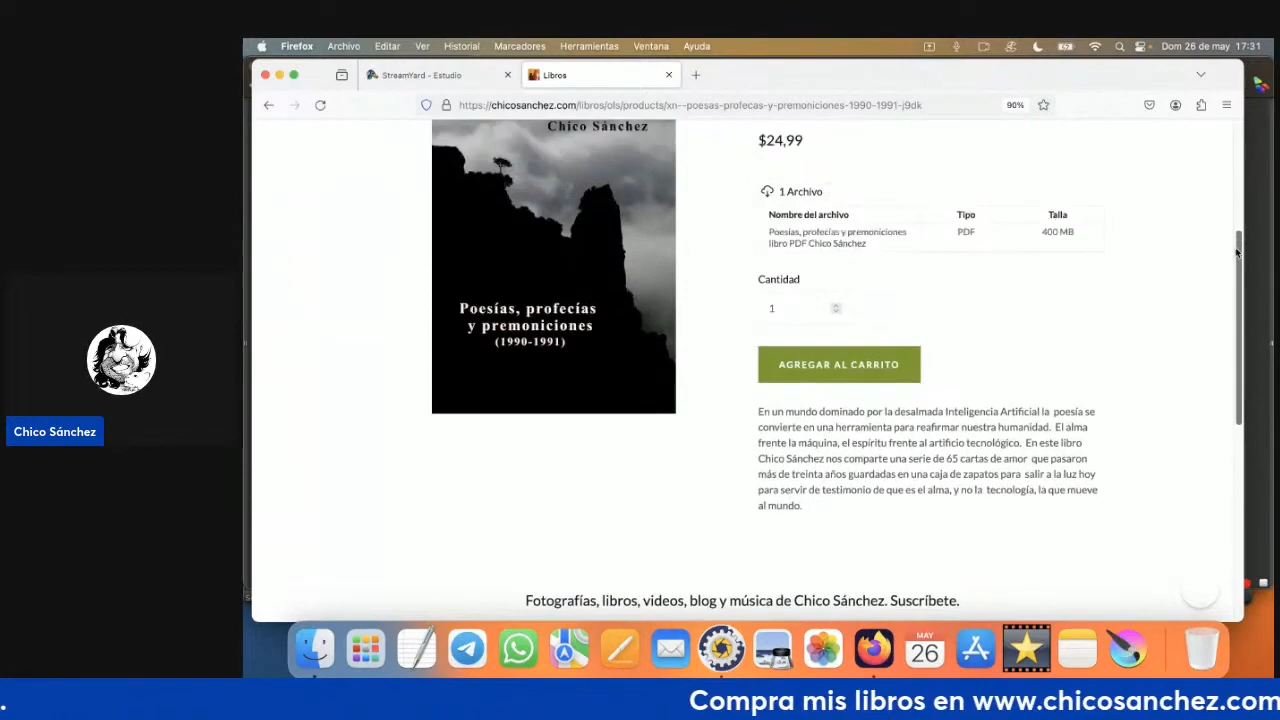 Firefox Archivo Editar Ver Historial Marcadores Herramientas Ventana Ayuda Dom 26 de may 17:31
StreamYard - Estudio
Libros
https://chicosanchez.com/libros/ols/products/xn--poesas-profecas-y-premoniciones-1990-1991-j9dk
90%
Chico Sánchez
Poesías, profecías
y premoniciones
(1990-1991)
$24,99
1 Archivo
Nombre del archivo Tipo Talla
Poesías, profecías y premoniciones PDF 400 MB
libro PDF Chico Sánchez
Cantidad
1
AGREGAR AL CARRITO
En un mundo dominado por la desalmada Inteligencia Artificial la poesía se
convierte en una herramienta para reafirmar nuestra humanidad. El alma
frente la máquina, el espíritu frente al artificio tecnológico. En este libro
Chico Sánchez nos comparte una serie de 65 cartas de amor que pasaron
más de treinta años guardadas en una caja de zapatos para salir a la luz hoy
para servir de testimonio de que es el alma, y no la tecnología, la que mueve
al mundo.
Fotografías, libros, videos, blog y música de Chico Sánchez. Suscríbete.
Chico Sánchez
MAY
26
. Compra mis libros en www.chicosanchez.com